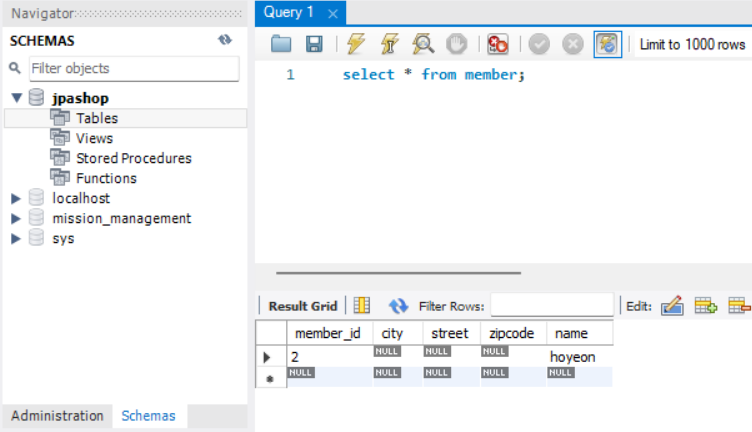 Navigator
SCHEMAS
Filter objects
jpashop
Tables
Views
Stored Procedures
Functions
localhost
mission_management
sys
Administration Schemas
Query 1 ×
Limit to 1000 rows
1 select * from member;
Result Grid Filter Rows: Edit:
member_id city street zipcode name
2 NULL NULL NULL hoyeon
NULL NULL NULL NULL NULL